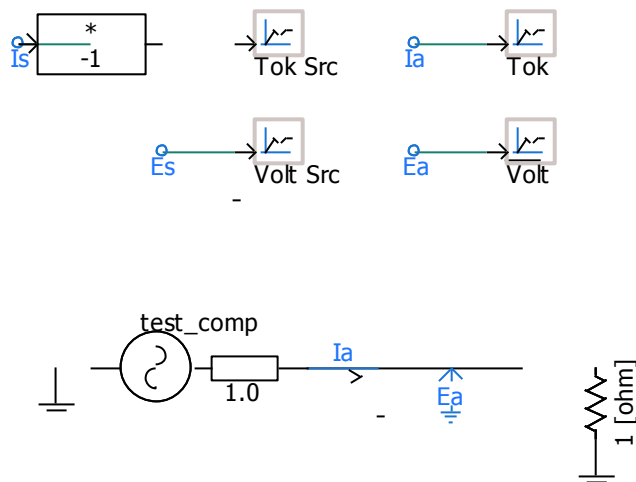 *
-1
Is
Tok Src
Ia
Tok
Es
Volt Src
Ea
Volt
-
test_comp
Ia
1.0
Ea
-
1 [ohm]